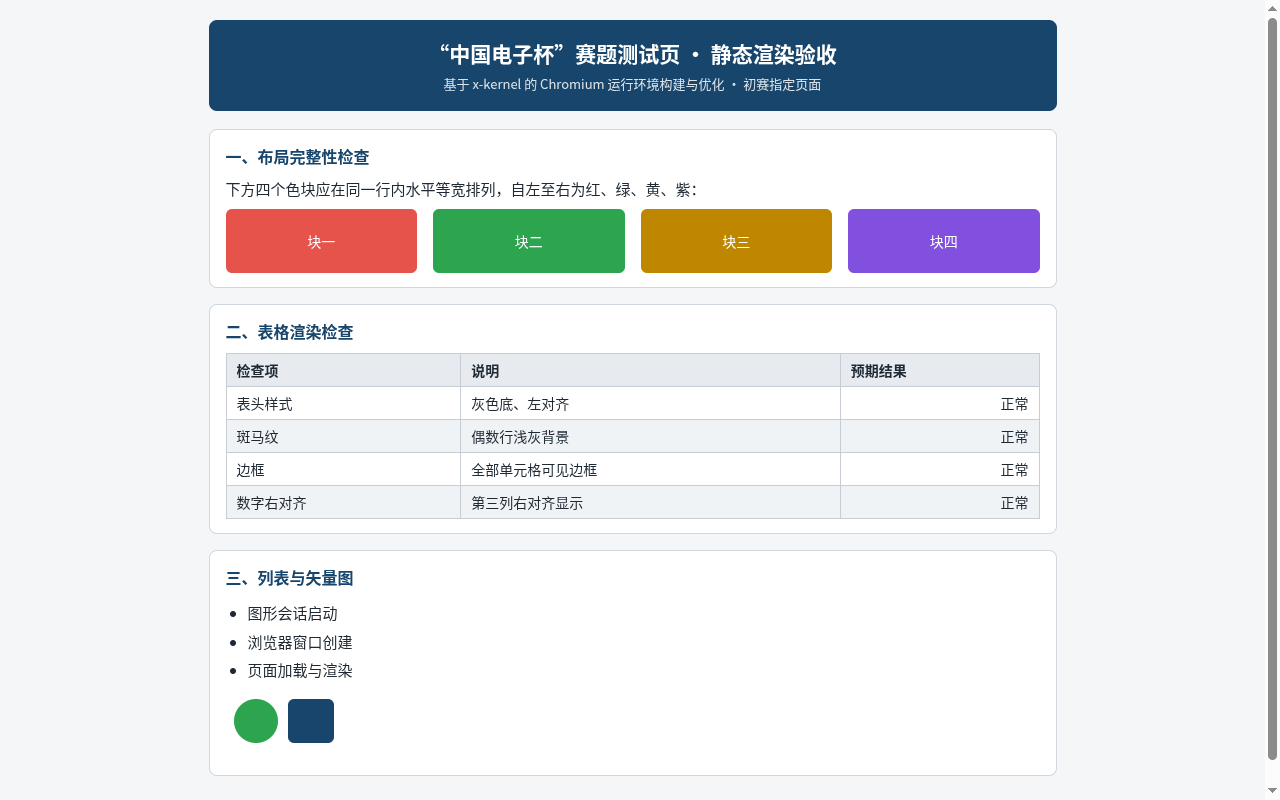 “中国电子杯”赛题测试页 · 静态渲染验收
基于 x-kernel 的 Chromium 运行环境构建与优化 · 初赛指定页面
一、布局完整性检查
下方四个色块应在同一行内水平等宽排列，自左至右为红、绿、黄、紫：
块一 块二 块三 块四
二、表格渲染检查
检查项 说明 预期结果
表头样式 灰色底、左对齐 正常
斑马纹 偶数行浅灰背景 正常
边框 全部单元格可见边框 正常
数字右对齐 第三列右对齐显示 正常
三、列表与矢量图
• 图形会话启动
• 浏览器窗口创建
• 页面加载与渲染